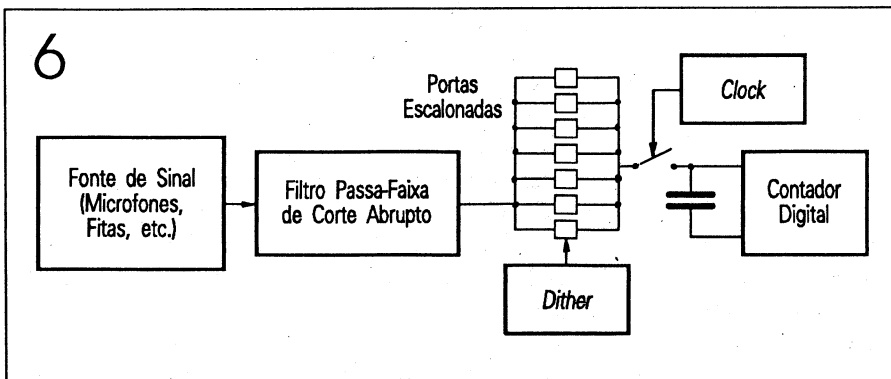 6
Portas
Escalonadas
Clock
Fonte de Sinal
(Microfones,
Fitas, etc.)
Filtro Passa-Faixa
de Corte Abrupto
Contador
Digital
Dither